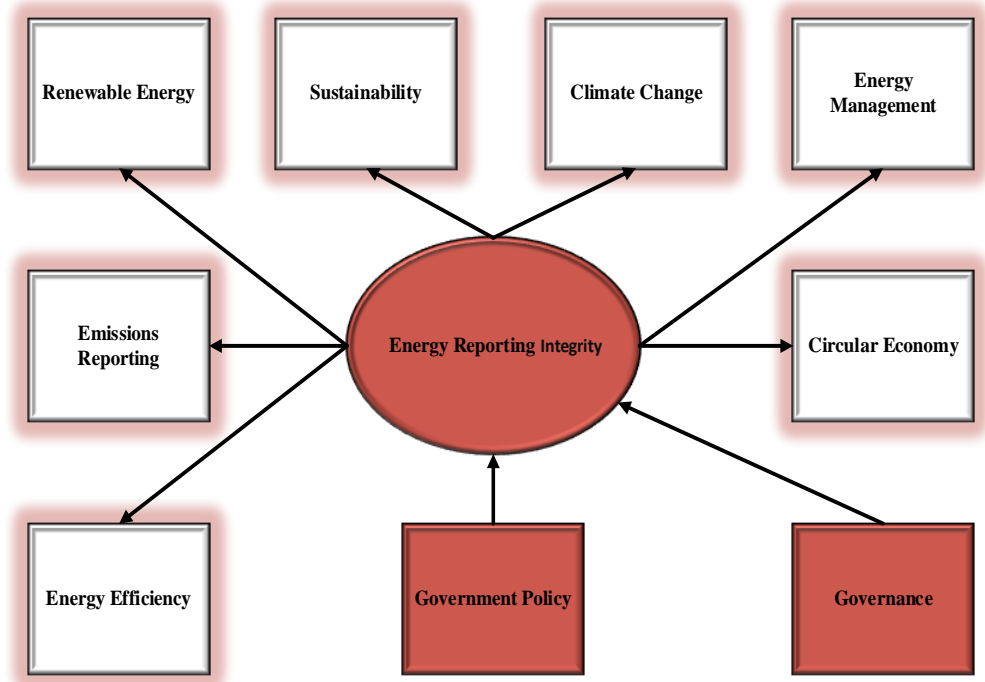 Renewable Energy
Sustainability
Climate Change
Energy
Management
Emissions
Reporting
Energy Reporting Integrity
Circular Economy
Energy Efficiency
Government Policy
Governance